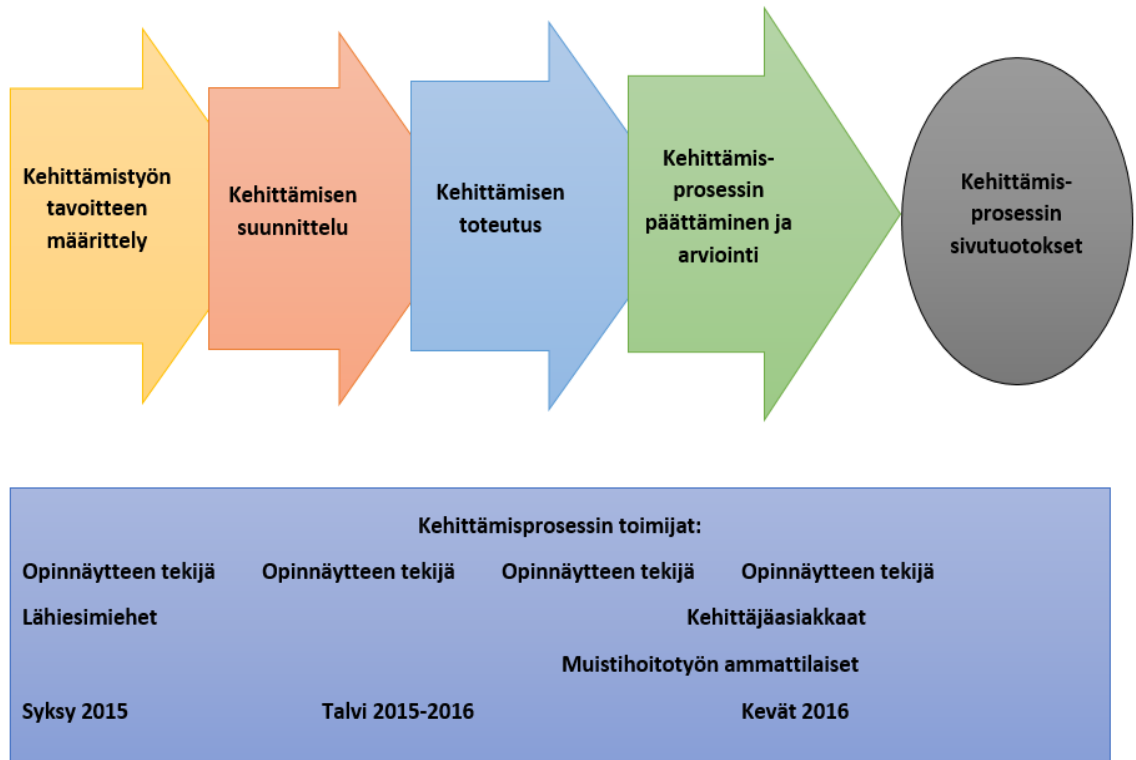 Kehittämistyön
tavoitteen
määrittely
Kehittämisen
suunnittelu
Kehittämisen
toteutus
Kehittämis-
prosessin
päättäminen ja
arviointi
Kehittämis-
prosessin
sivutuotokset
Kehittämisprosessin toimijat:
Opinnäytteen tekijä Opinnäytteen tekijä Opinnäytteen tekijä Opinnäytteen tekijä
Lähiesimiehet Kehittäjäasiakkaat
Muistihoitotyön ammattilaiset
Syksy 2015 Talvi 2015-2016 Kevät 2016